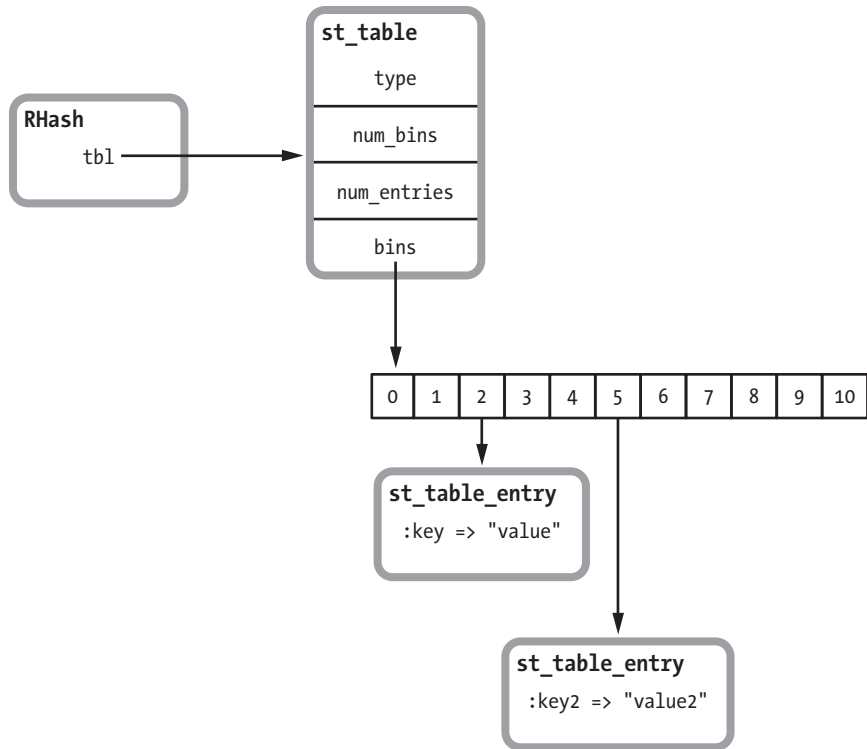 st_table
type
num_bins
num_entries
bins
RHash
tbl
0 1 2 3 4 5 6 7 8 9 10
st_table_entry
:key => "value"
st_table_entry
:key2 => "value2"